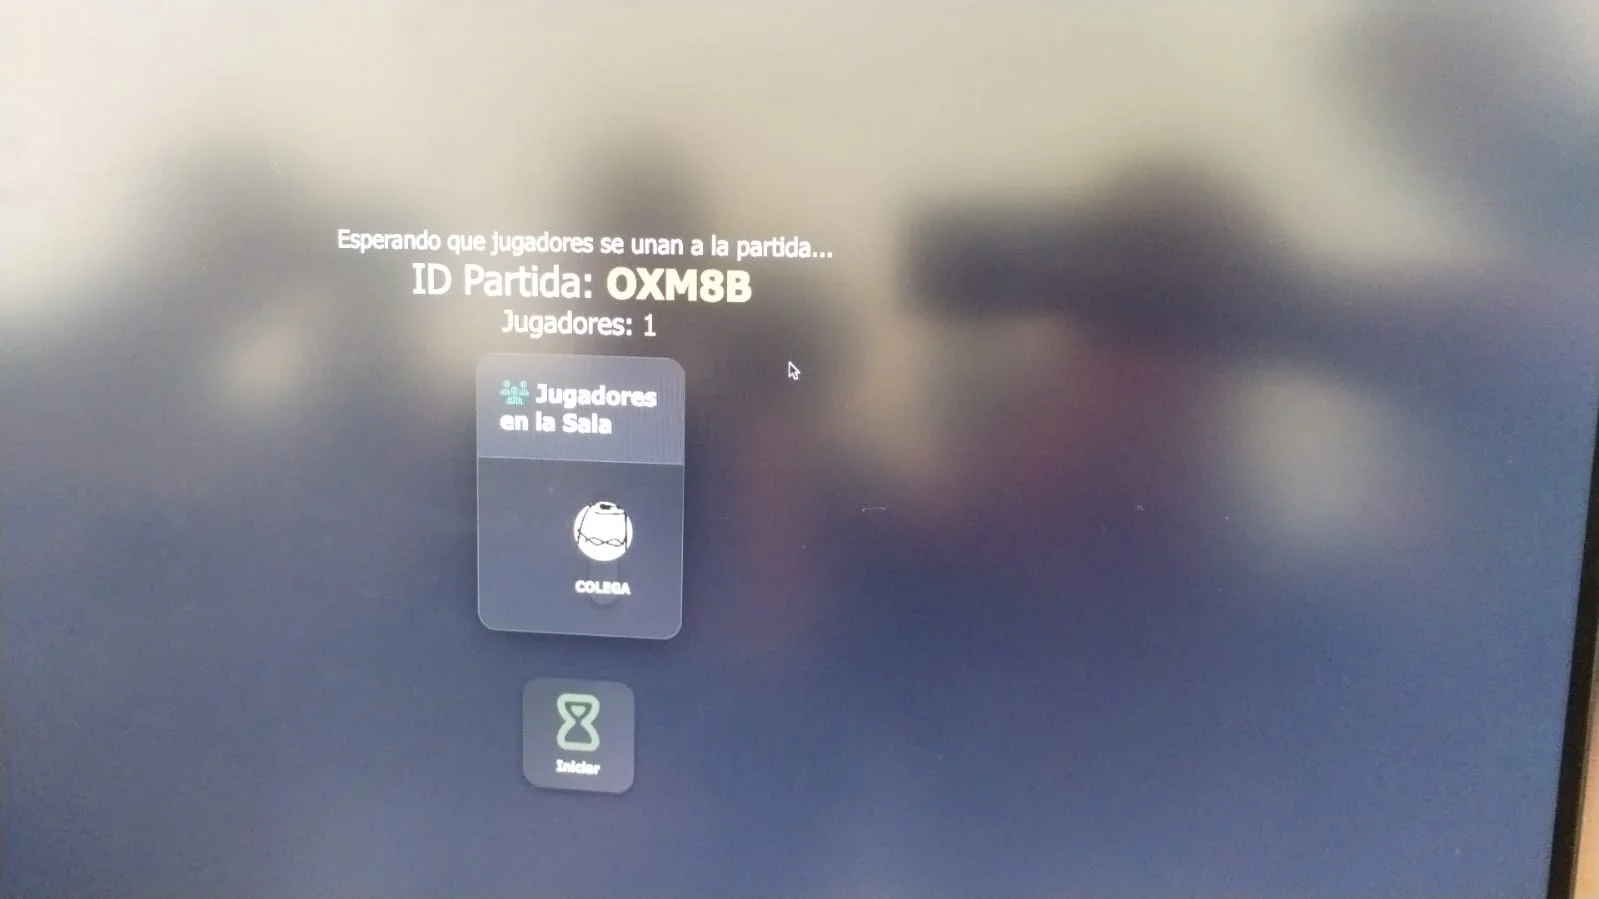 Esperando que jugadores se unan a la partida...
ID Partida: OXM8B
Jugadores: 1
Jugadores
en la Sala
COLEGA
Iniciar